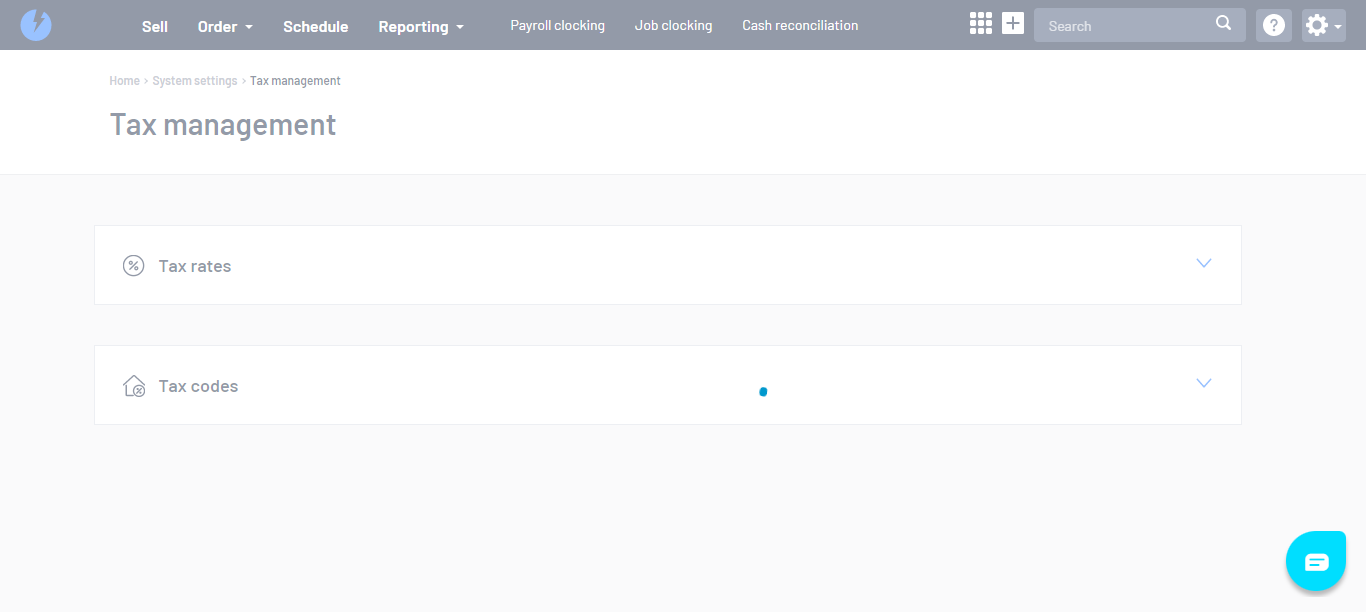 Sell Order Schedule Reporting Payroll clocking Job clocking Cash reconciliation Search
Home › System settings › Tax management
Tax management
Tax rates
Tax codes